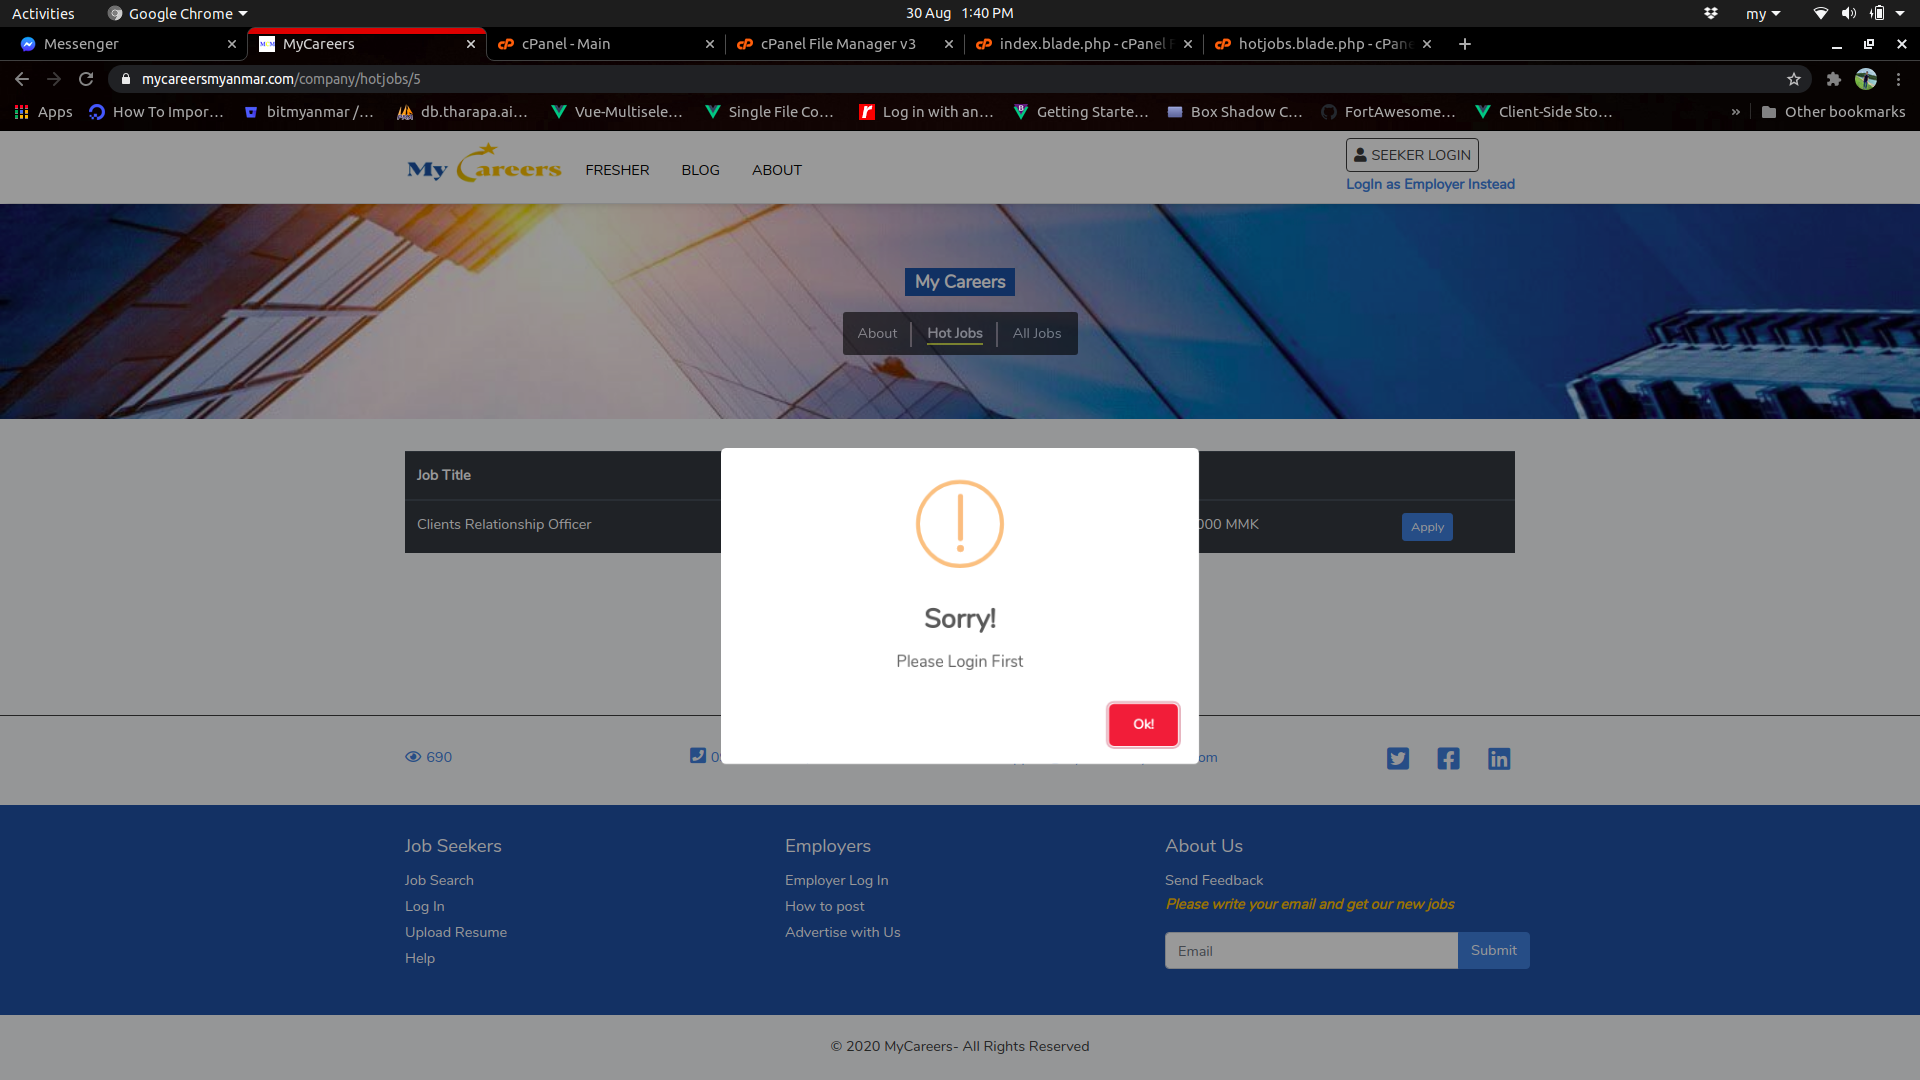 Activities
Google Chrome
30 Aug 1:40 PM
my
Messenger
MyCareers
cPanel - Main
cPanel File Manager v3
index.blade.php - cPanel F
hotjobs.blade.php - cPane
mycareersmyanmar.com/company/hotjobs/5
Apps
How To Impor...
bitmyanmar /...
db.tharapa.ai...
Vue-Multisele...
Single File Co...
Log in with an...
Getting Starte...
Box Shadow C...
FortAwesome...
Client-Side Sto...
»
Other bookmarks
My Careers
FRESHER
BLOG
ABOUT
SEEKER LOGIN
LogIn as Employer Instead
My Careers
About
Hot Jobs
All Jobs
Job Title
Clients Relationship Officer
000 MMK
Apply
Sorry!
Please Login First
Ok!
690
om
Job Seekers
Job Search
Log In
Upload Resume
Help
Employers
Employer Log In
How to post
Advertise with Us
About Us
Send Feedback
Please write your email and get our new jobs
Email
Submit
© 2020 MyCareers- All Rights Reserved